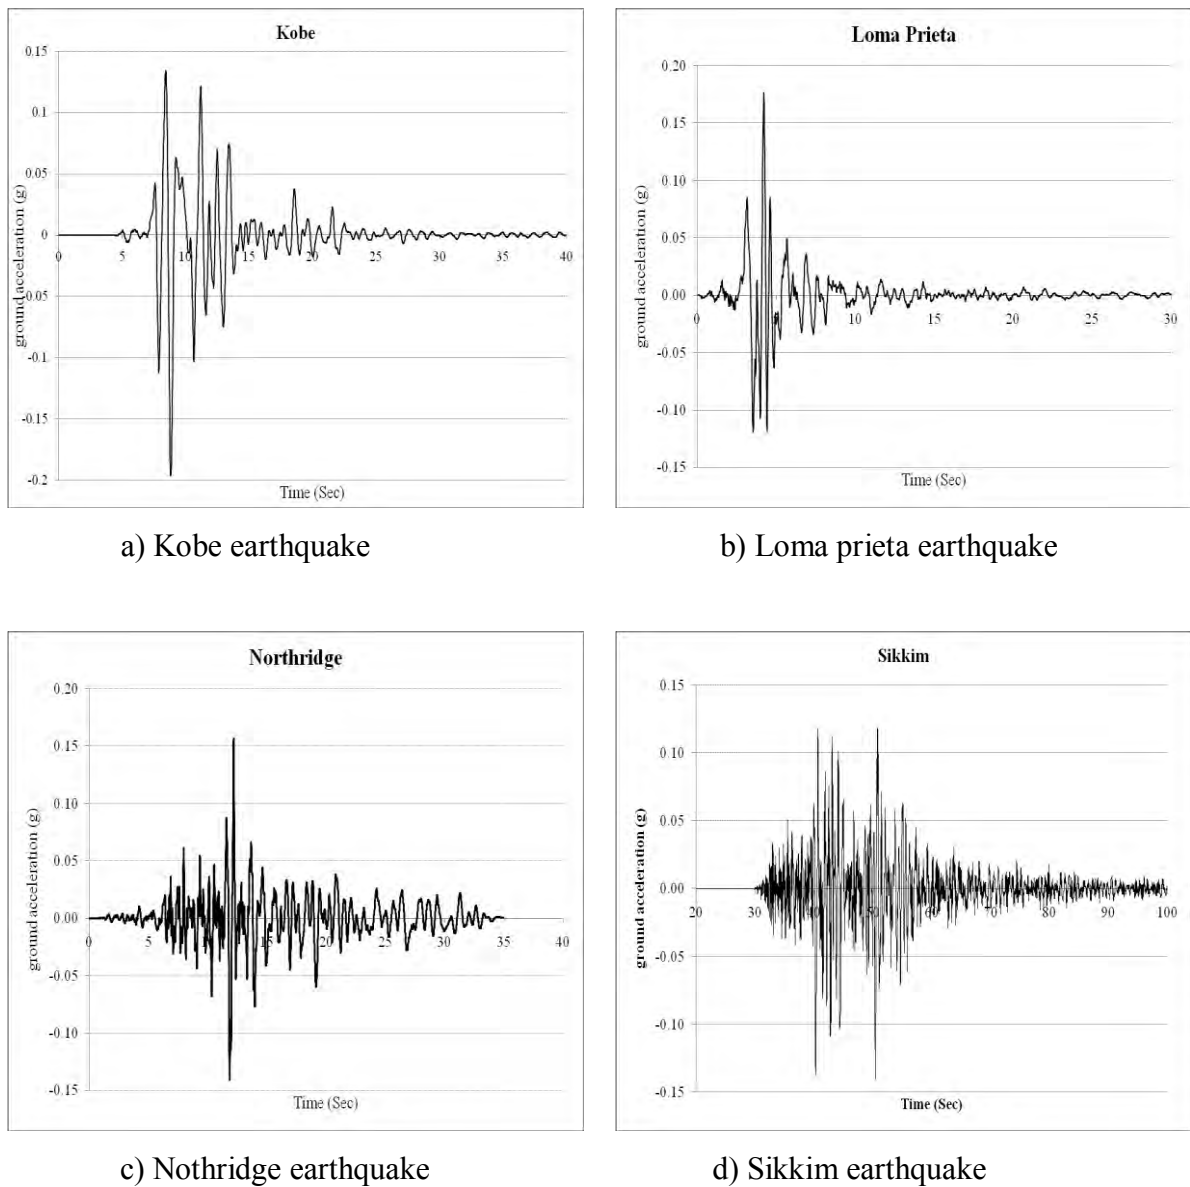 Kobe
0.15
0.1
0.05
0
0 5 10 15 20 25 30 35 40
-0.05
-0.1
-0.15
-0.2
ground acceleration (g)
Time (Sec)
a) Kobe earthquake
Loma Prieta
0.20
0.15
0.10
0.05
0.00
0 5 10 15 20 25 30
-0.05
-0.10
-0.15
ground acceleration (g)
Time (Sec)
b) Loma prieta earthquake
Northridge
0.20
0.15
0.10
0.05
0.00
0 5 10 15 20 25 30 35 40
-0.05
-0.10
-0.15
ground acceleration (g)
Time (Sec)
c) Nothridge earthquake
Sikkim
0.15
0.10
0.05
0.00
20 30 40 50 60 70 80 90 100
-0.05
-0.10
-0.15
ground acceleration (g)
Time (Sec)
d) Sikkim earthquake